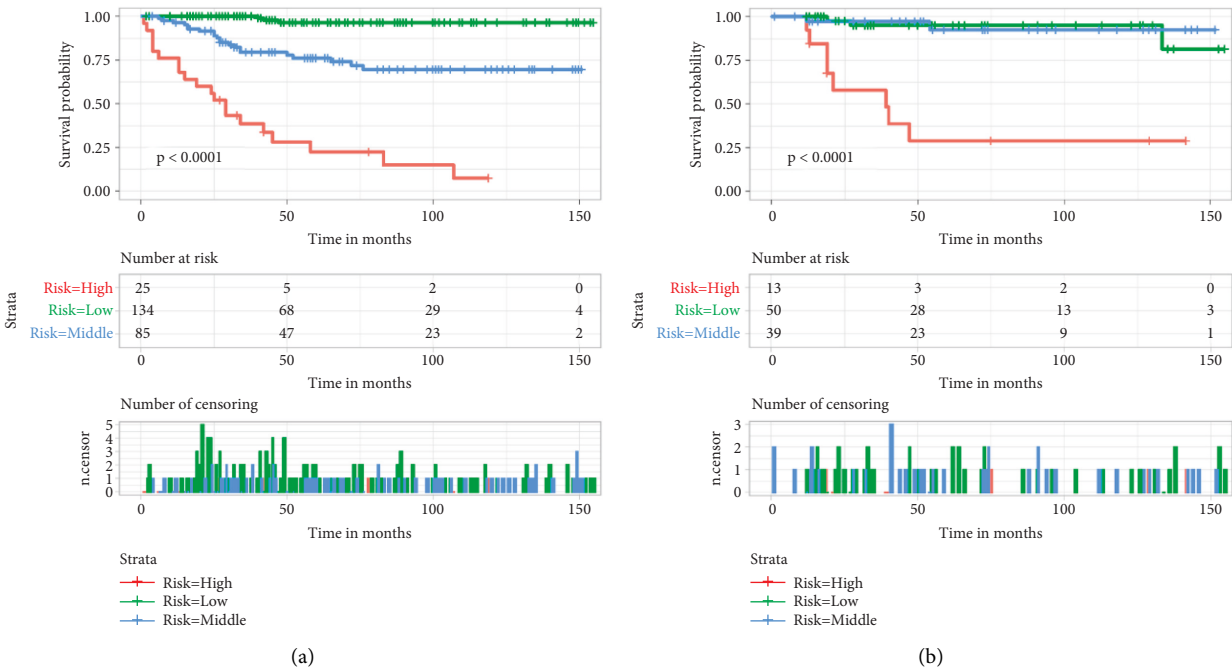 1.00
0.75
0.50
0.25
0.00
Survival probability
p < 0.0001
0 50 100 150
Time in months
Number at risk
Strata
Risk=High 25 5 2 0
Risk=Low 134 68 29 4
Risk=Middle 85 47 23 2
0 50 100 150
Time in months
Number of censoring
n.censor
5
4
3
2
1
0
0 50 100 150
Time in months
Strata
Risk=High
Risk=Low
Risk=Middle
(a)
1.00
0.75
0.50
0.25
0.00
Survival probability
p < 0.0001
0 50 100 150
Time in months
Number at risk
Strata
Risk=High 13 3 2 0
Risk=Low 50 28 13 3
Risk=Middle 39 23 9 1
0 50 100 150
Time in months
Number of censoring
n.censor
3
2
1
0
0 50 100 150
Time in months
Strata
Risk=High
Risk=Low
Risk=Middle
(b)